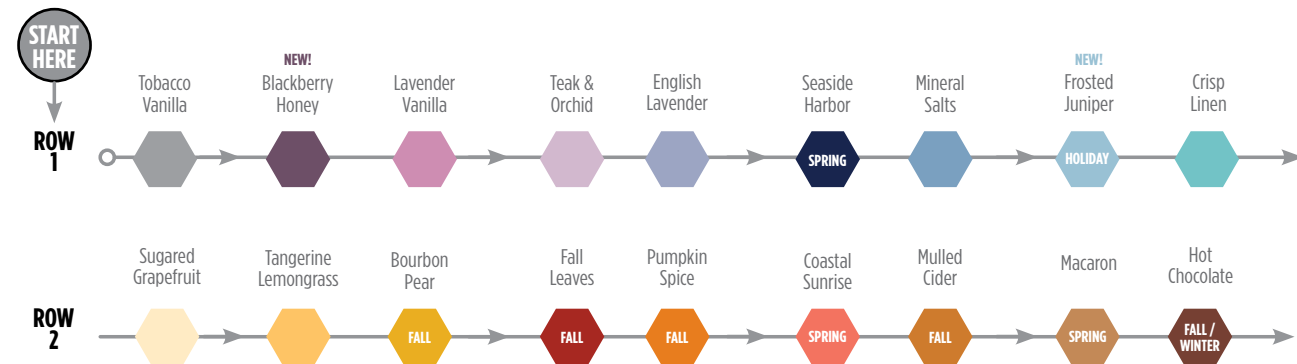 START
HERE
NEW!
NEW!
Tobacco
Vanilla
Blackberry
Honey
Lavender
Vanilla
Teak &
Orchid
English
Lavender
Seaside
Harbor
Mineral
Salts
Frosted
Juniper
Crisp
Linen
ROW
1
SPRING
HOLIDAY
Sugared
Grapefruit
Tangerine
Lemongrass
Bourbon
Pear
Fall
Leaves
Pumpkin
Spice
Coastal
Sunrise
Mulled
Cider
Macaron
Hot
Chocolate
ROW
2
FALL
FALL
FALL
SPRING
FALL
SPRING
FALL /
WINTER